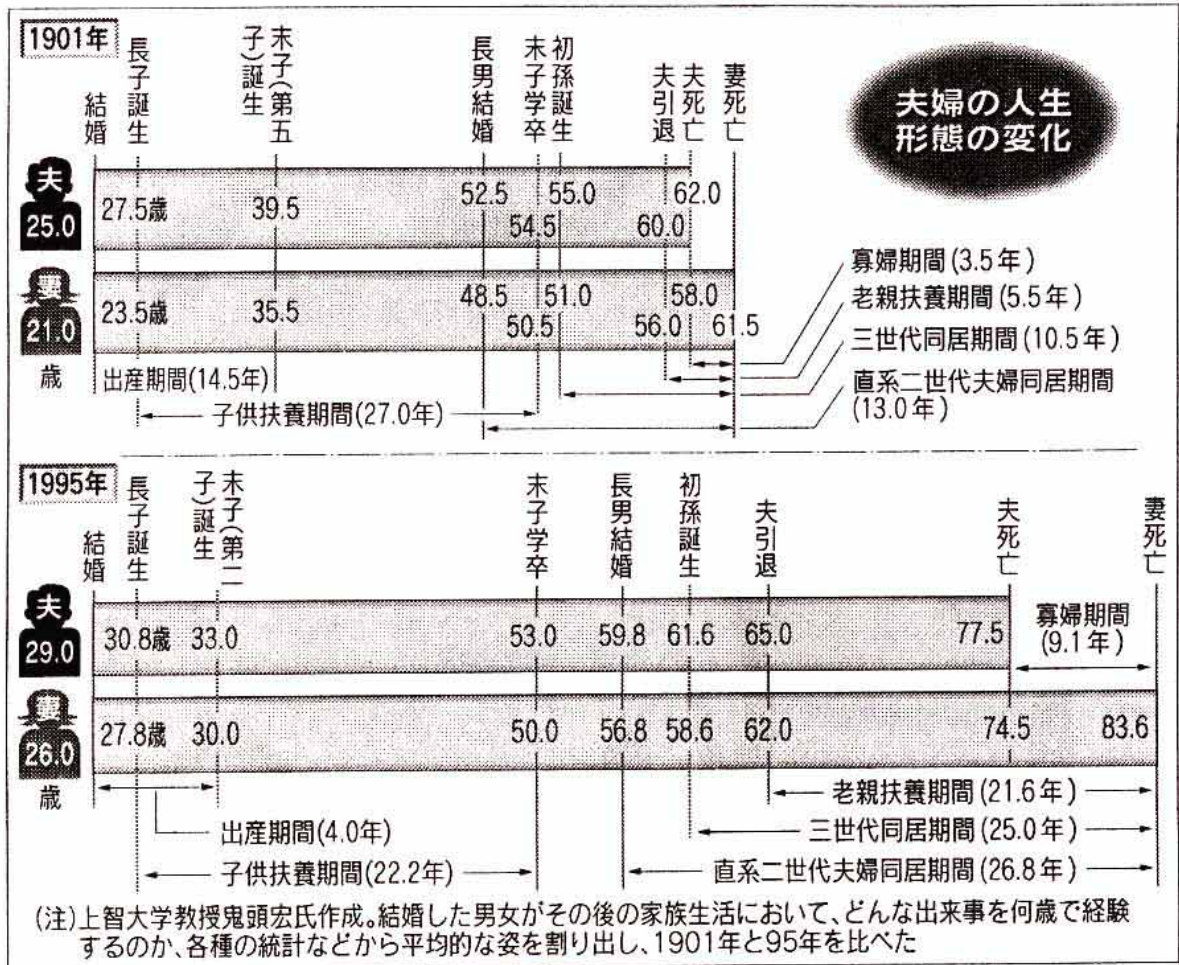 1901年
夫婦の人生
形態の変化
結婚
長子誕生
末子(第五
子)誕生
長男結婚
末子学卒
初孫誕生
夫引退
夫死亡
妻死亡
夫
25.0
27.5歳
39.5
52.5
54.5
55.0
60.0
62.0
妻
21.0
歳
23.5歳
35.5
48.5
50.5
51.0
56.0
58.0
61.5
寡婦期間(3.5年)
老親扶養期間(5.5年)
三世代同居期間(10.5年)
直系二世代夫婦同居期間
(13.0年)
出産期間(14.5年)
子供扶養期間(27.0年)
1995年
結婚
長子誕生
末子(第二
子)誕生
末子学卒
長男結婚
初孫誕生
夫引退
夫死亡
妻死亡
夫
29.0
30.8歳
33.0
53.0
59.8
61.6
65.0
77.5
寡婦期間
(9.1年)
妻
26.0
歳
27.8歳
30.0
50.0
56.8
58.6
62.0
74.5
83.6
老親扶養期間(21.6年)
出産期間(4.0年)
三世代同居期間(25.0年)
子供扶養期間(22.2年)
直系二世代夫婦同居期間(26.8年)
(注)上智大学教授鬼頭宏氏作成。結婚した男女がその後の家族生活において、どんな出来事を何歳で経験
するのか、各種の統計などから平均的な姿を割り出し、1901年と95年を比べた